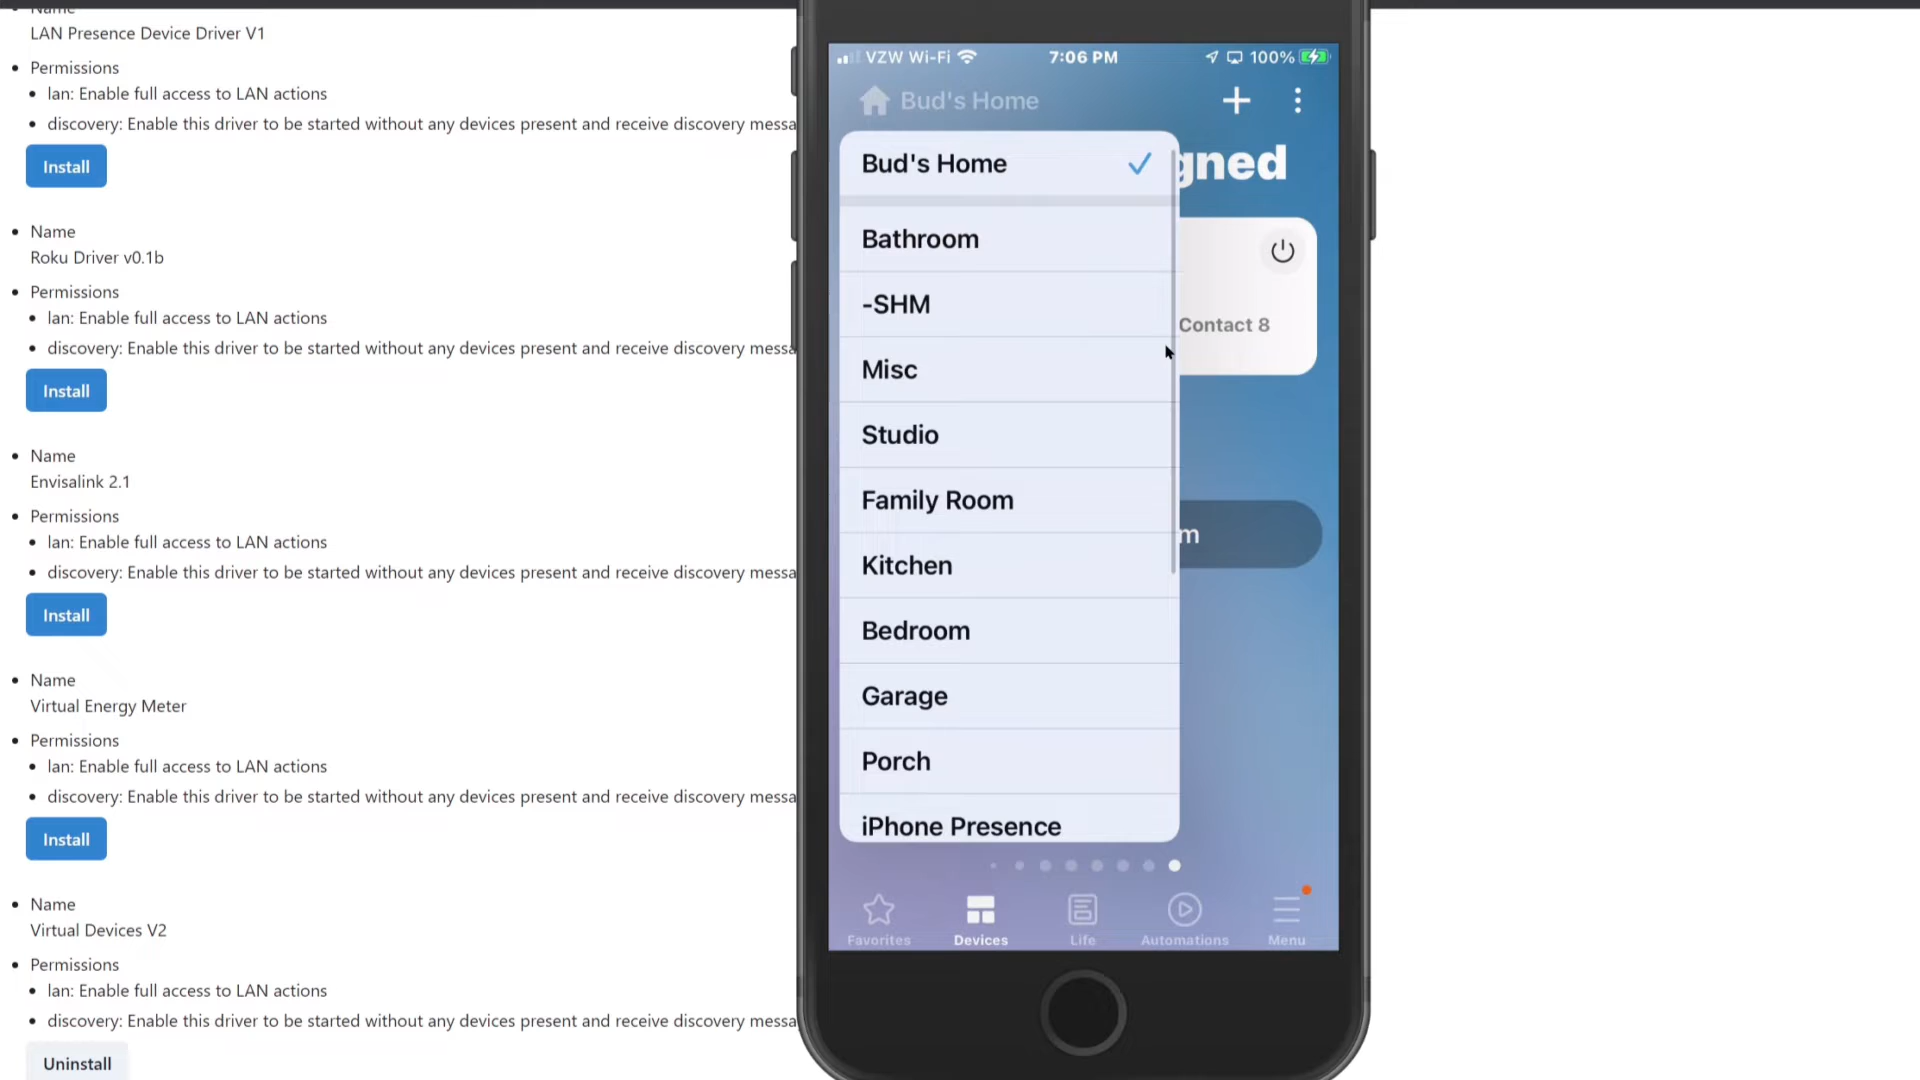 Name
LAN Presence Device Driver V1
Permissions
lan: Enable full access to LAN actions
discovery: Enable this driver to be started without any devices present and receive discovery messa
Install
Name
Roku Driver v0.1b
Permissions
lan: Enable full access to LAN actions
discovery: Enable this driver to be started without any devices present and receive discovery messa
Install
Name
Envisalink 2.1
Permissions
lan: Enable full access to LAN actions
discovery: Enable this driver to be started without any devices present and receive discovery messa
Install
Name
Virtual Energy Meter
Permissions
lan: Enable full access to LAN actions
discovery: Enable this driver to be started without any devices present and receive discovery messa
Install
Name
Virtual Devices V2
Permissions
lan: Enable full access to LAN actions
discovery: Enable this driver to be started without any devices present and receive discovery messa
Uninstall
VZW Wi-Fi 7:06 PM 100%
Bud's Home
gned
Bud's Home
Bathroom
-SHM
Contact 8
Misc
Studio
Family Room
m
Kitchen
Bedroom
Garage
Porch
iPhone Presence
Favorites Devices Life Automations Menu